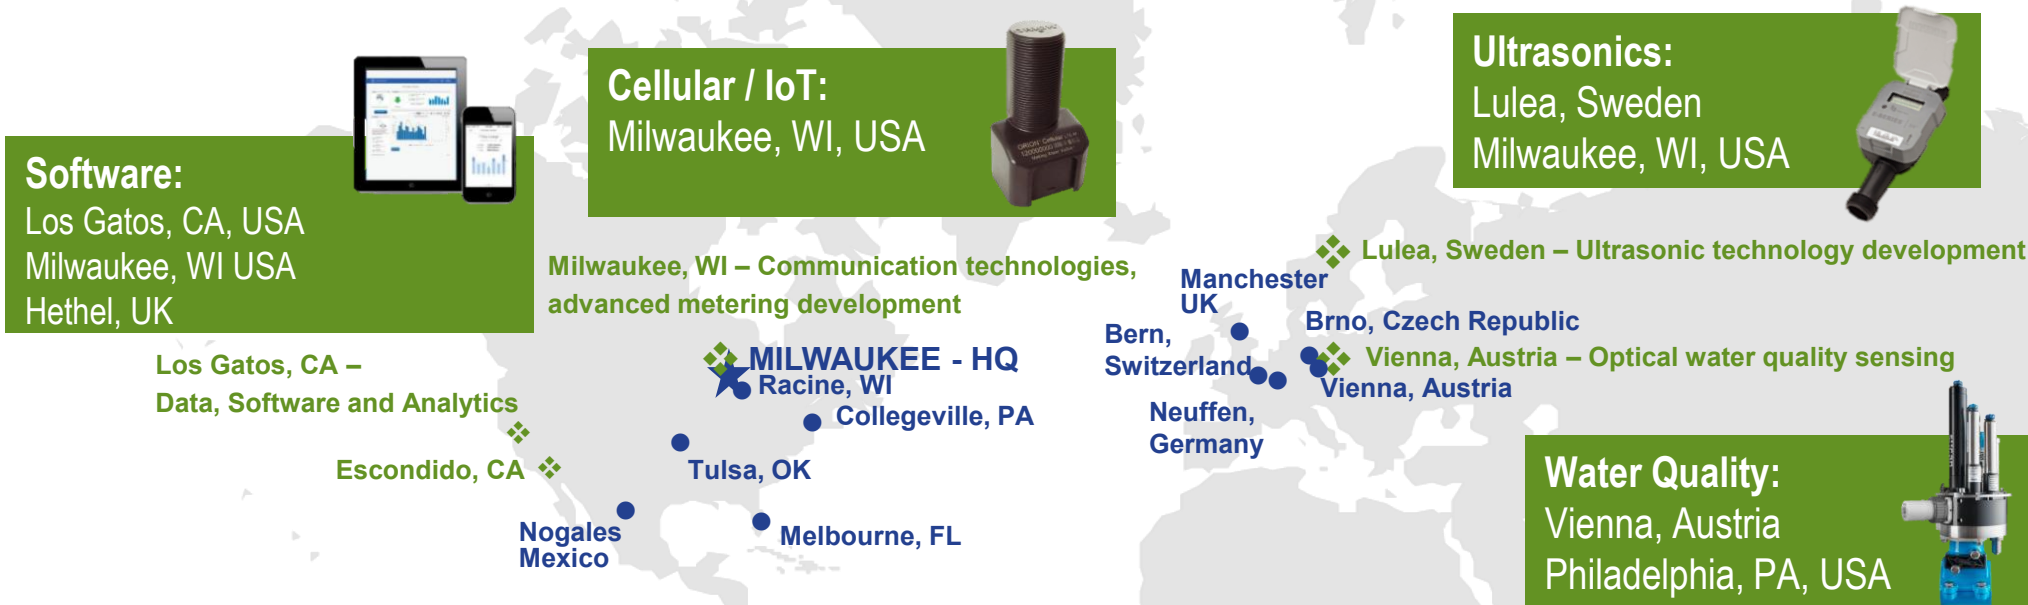 Software:
Los Gatos, CA, USA
Milwaukee, WI USA
Hethel, UK
Cellular / IoT:
Milwaukee, WI, USA
Ultrasonics:
Lulea, Sweden
Milwaukee, WI, USA
Milwaukee, WI – Communication technologies,
advanced metering development
Lulea, Sweden – Ultrasonic technology development
Manchester
UK
Bern,
Switzerland
Brno, Czech Republic
Vienna, Austria – Optical water quality sensing
Vienna, Austria
Neuffen,
Germany
Los Gatos, CA –
Data, Software and Analytics
MILWAUKEE - HQ
Racine, WI
Collegeville, PA
Escondido, CA
Tulsa, OK
Nogales
Mexico
Melbourne, FL
Water Quality:
Vienna, Austria
Philadelphia, PA, USA